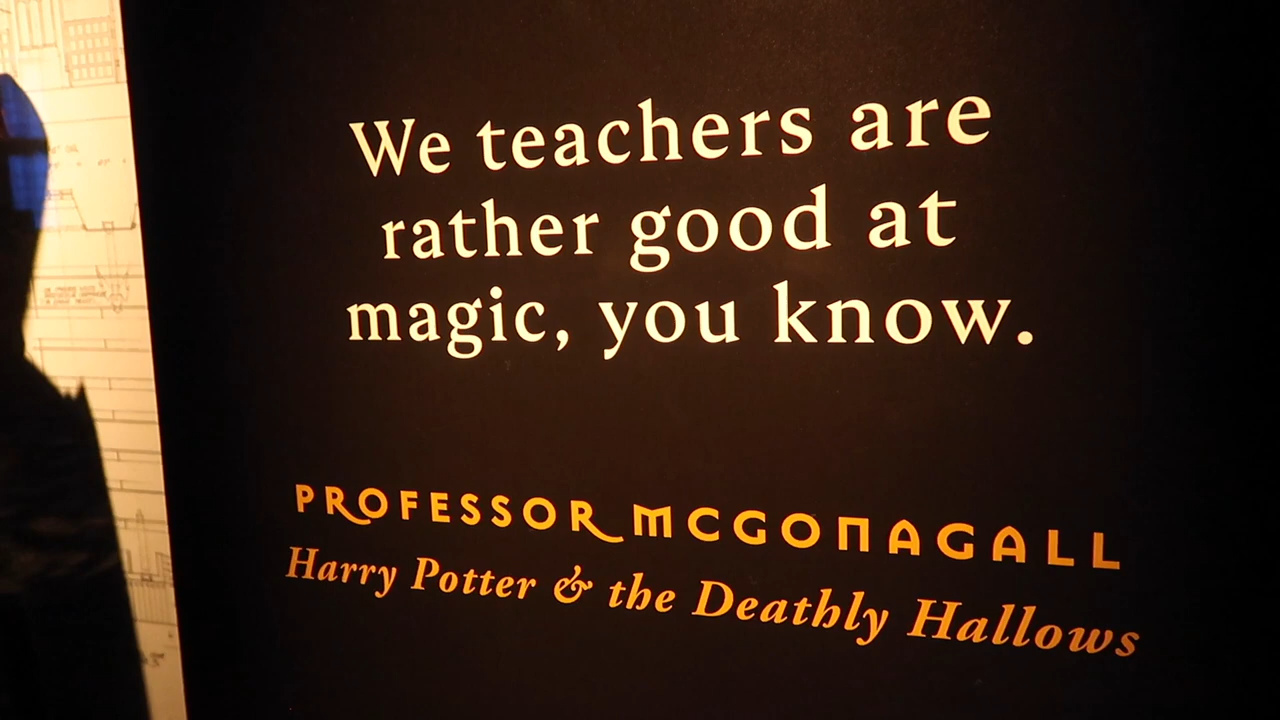 We teachers are
rather good at
magic, you know.
PROFESSOR MCGONAGALL
Harry Potter & the Deathly Hallows